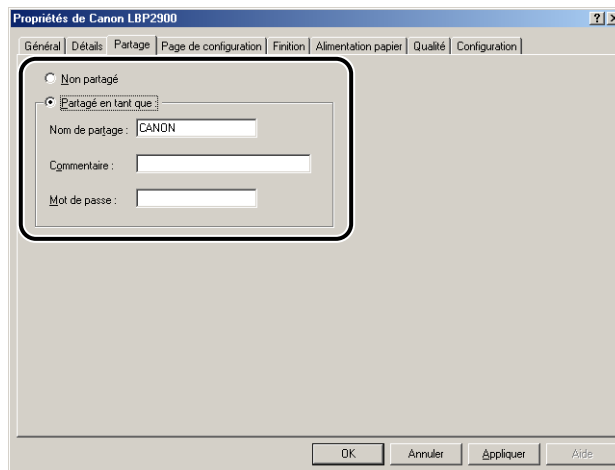 Propriétés de Canon LBP2900
Général Détails Partage Page de configuration Finition Alimentation papier Qualité Configuration
Non partagé
Partagé en tant que :
Nom de partage : CANON
Commentaire :
Mot de passe :
OK Annuler Appliquer Aide